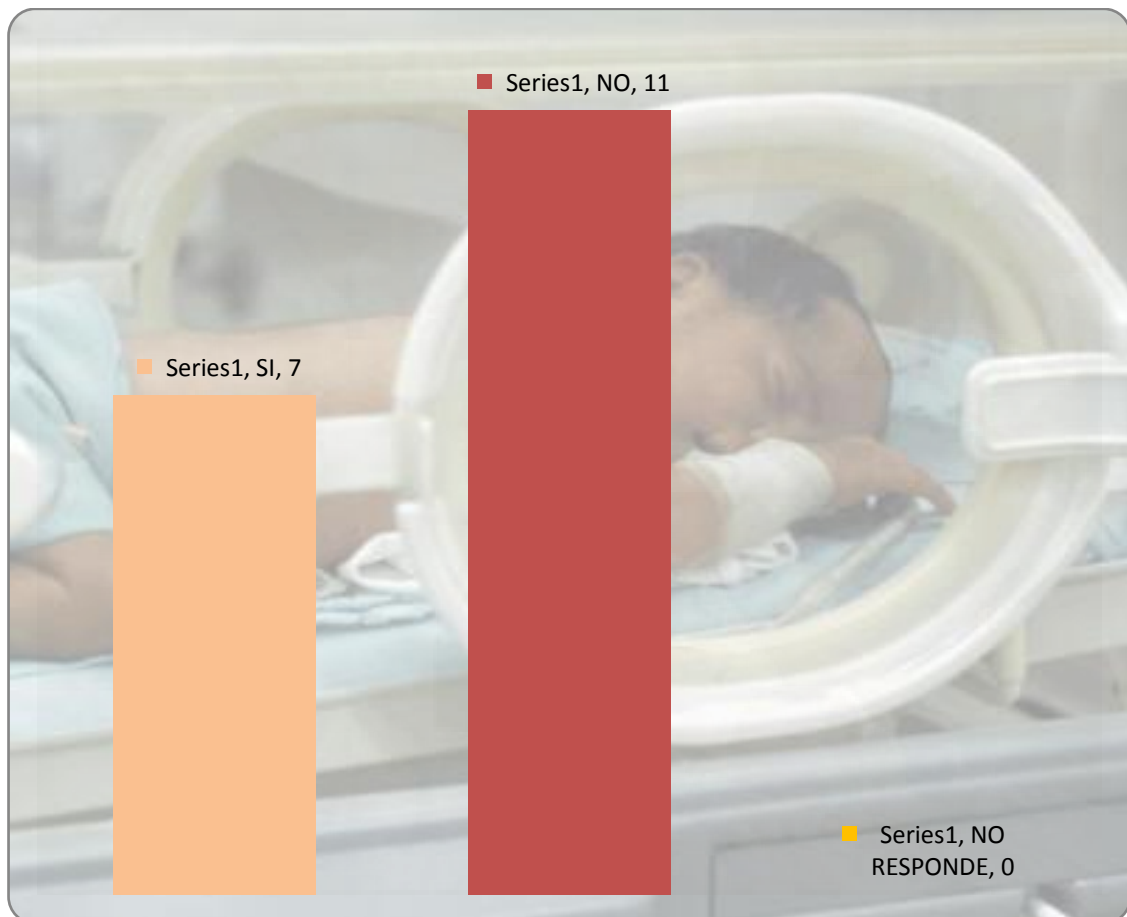 Series1, NO, 11
Series1, SI, 7
Series1, NO
RESPONDE, 0